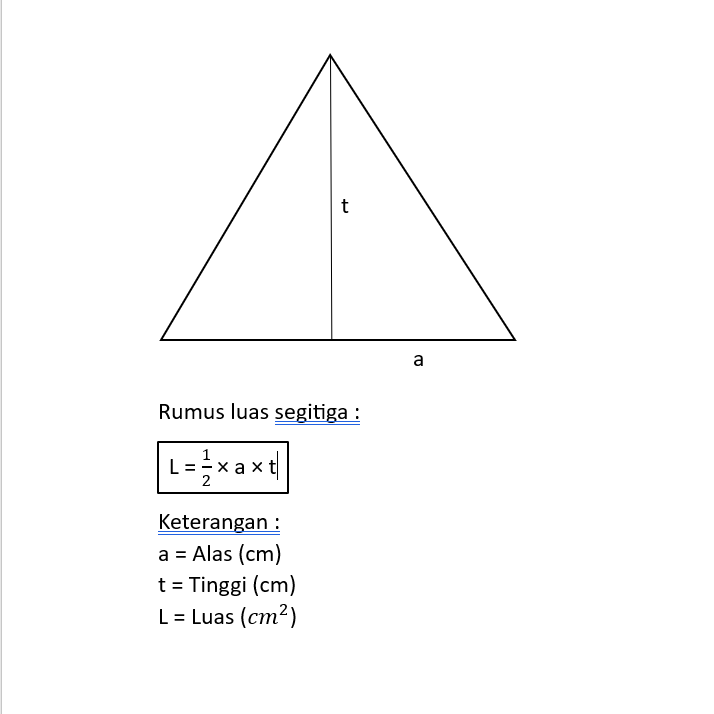 t
a
Rumus luas segitiga :
L = 1/2 × a × t
Keterangan :
a = Alas (cm)
t = Tinggi (cm)
L = Luas (cm²)